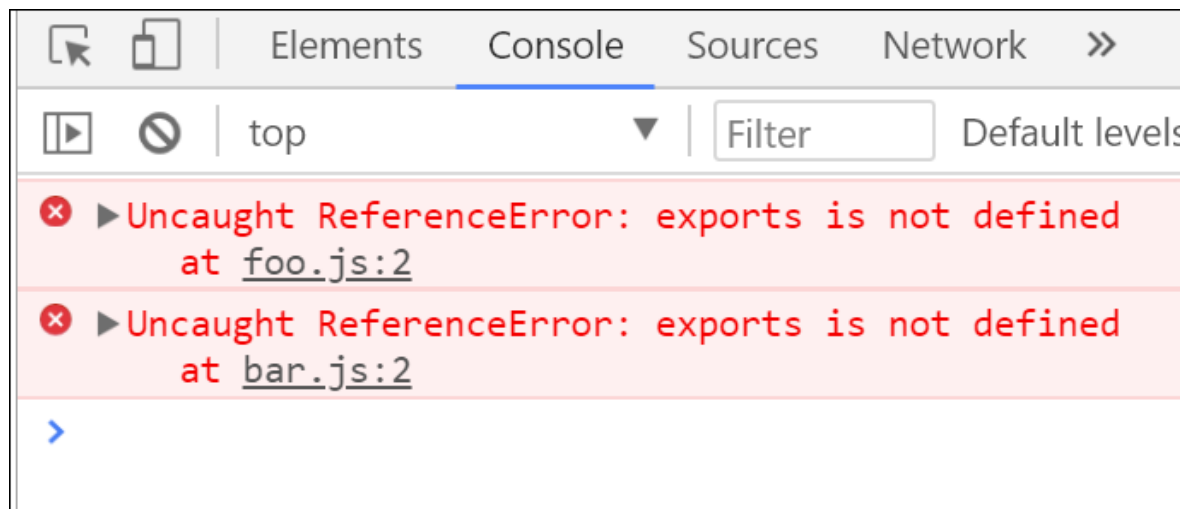 Elements Console Sources Network
top Filter Default levels
Uncaught ReferenceError: exports is not defined
at foo.js:2
Uncaught ReferenceError: exports is not defined
at bar.js:2